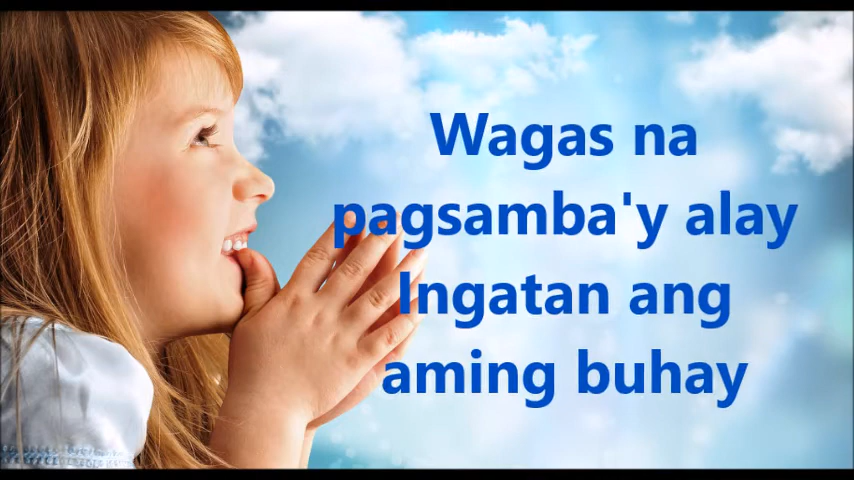 Wagas na
pagsamba'y alay
Ingatan ang
aming buhay